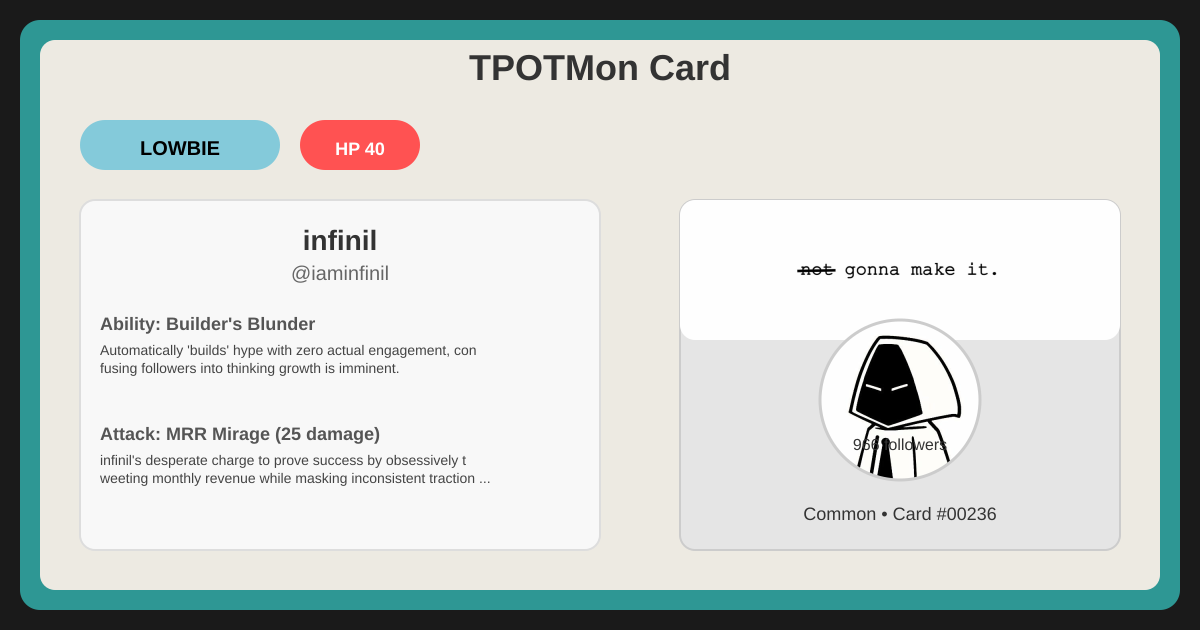 TPOTMon Card
LOWBIE
HP 40
infinil
@iaminfinil
Ability: Builder's Blunder
Automatically 'builds' hype with zero actual engagement, con
fusing followers into thinking growth is imminent.
Attack: MRR Mirage (25 damage)
infinil's desperate charge to prove success by obsessively t
weeting monthly revenue while masking inconsistent traction ...
not gonna make it.
966 followers
Common • Card #00236